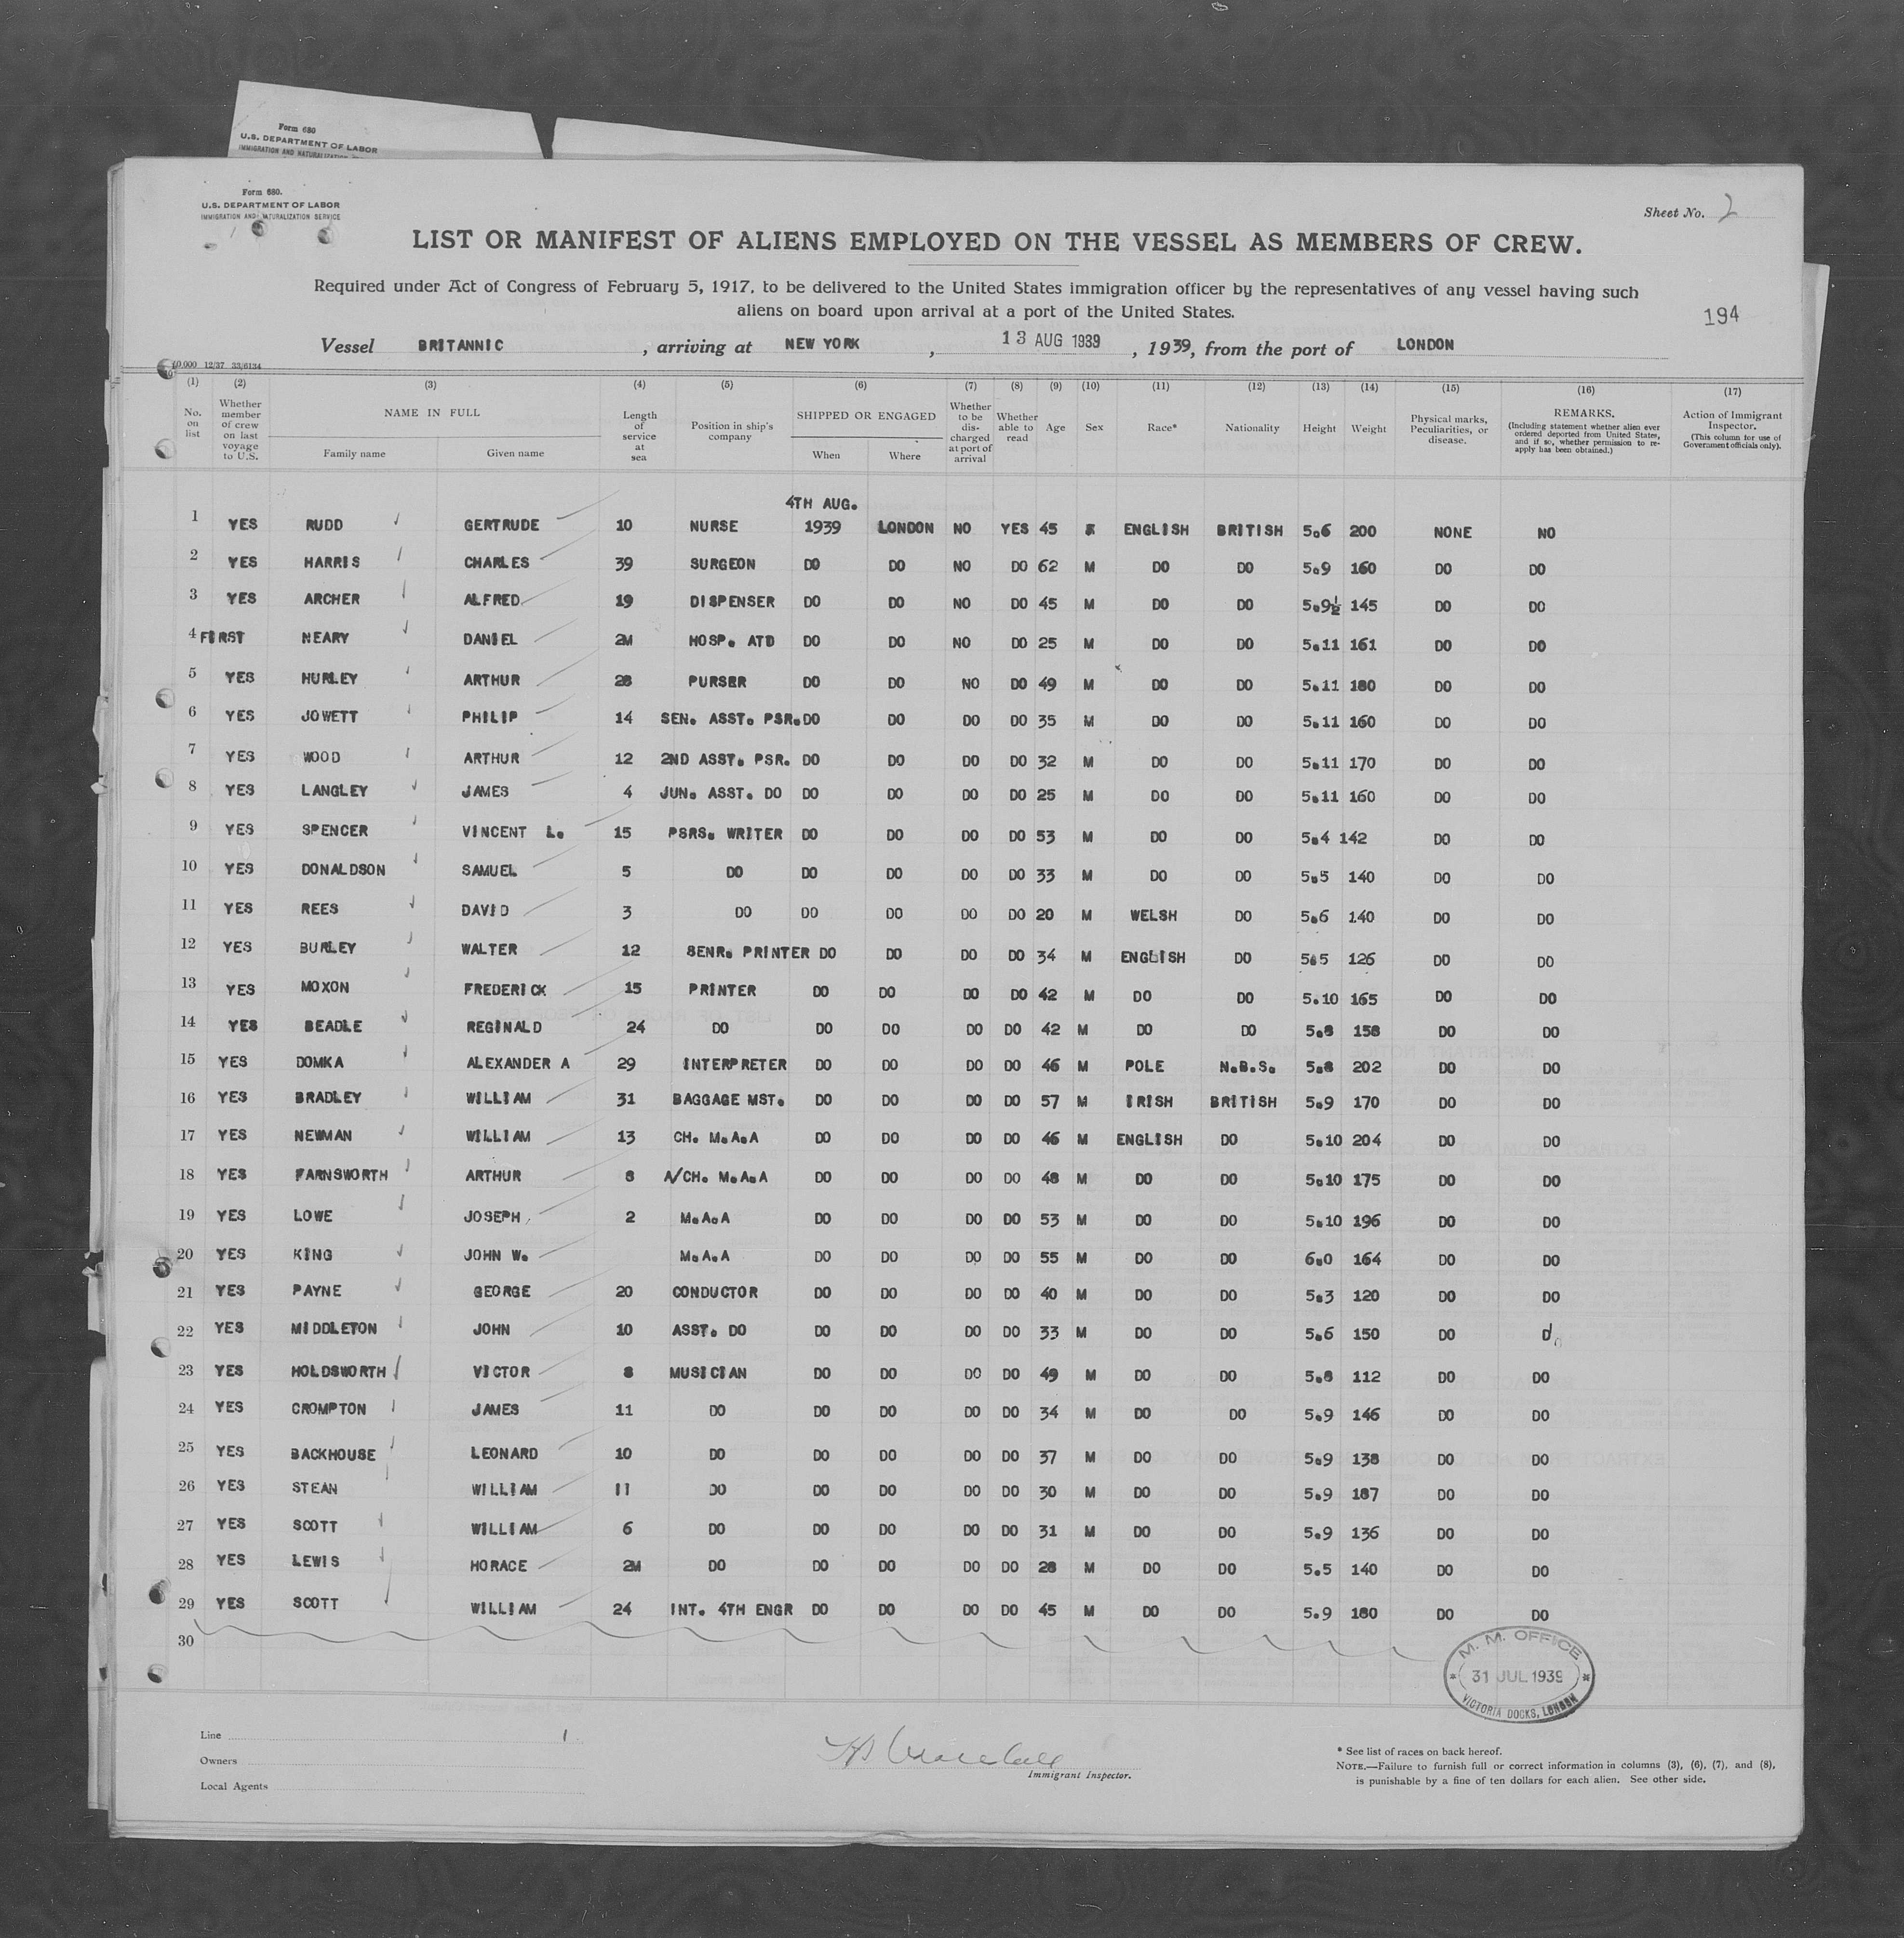 Form 680
U.S. DEPARTMENT OF LABOR
IMMIGRATION AND NATURALIZATION
Form 680.
U.S. DEPARTMENT OF LABOR
IMMIGRATION AND NATURALIZATION SERVICE
Sheet No. 2
LIST OR MANIFEST OF ALIENS EMPLOYED ON THE VESSEL AS MEMBERS OF CREW.
Required under Act of Congress of February 5, 1917, to be delivered to the United States immigration officer by the representatives of any vessel having such
aliens on board upon arrival at a port of the United States.
194
Vessel BRITANNIC, arriving at NEW YORK, 13 AUG 1939, 1939, from the port of LONDON
12/37 33/6134
(1) (2) (3) (4) (5) (6) (7) (8) (9) (10) (11) (12) (13) (14) (15) (16) (17)
No. on list
Whether member of crew on last voyage to U.S.
NAME IN FULL
Family name
Given name
Length of service at sea
Position in ship's company
SHIPPED OR ENGAGED
When
Where
Whether to be discharged at port of arrival
Whether able to read
Age
Sex
Race*
Nationality
Height
Weight
Physical marks, Peculiarities, or disease.
REMARKS.
(Including statement whether alien ever ordered deported from United States, and if so, whether permission to re-apply has been obtained.)
Action of Immigrant Inspector.
(This column for use of Government officials only).
4TH AUG.
1 YES RUDD GERTRUDE 10 NURSE 1939 LONDON NO YES 45 F ENGLISH BRITISH 5.6 200 NONE NO
2 YES HARRIS CHARLES 39 SURGEON DO DO NO DO 62 M DO DO 5.9 160 DO DO
3 YES ARCHER ALFRED 19 DISPENSER DO DO NO DO 45 M DO DO 5.9½ 145 DO DO
4 FIRST NEARY DANIEL 2M HOSP. ATD DO DO NO DO 25 M DO DO 5.11 161 DO DO
5 YES HURLEY ARTHUR 28 PURSER DO DO NO DO 49 M DO DO 5.11 180 DO DO
6 YES JOWETT PHILIP 14 SEN. ASST. PSR. DO DO DO DO 35 M DO DO 5.11 160 DO DO
7 YES WOOD ARTHUR 12 2ND ASST. PSR. DO DO DO DO 32 M DO DO 5.11 170 DO DO
8 YES LANGLEY JAMES 4 JUN. ASST. DO DO DO DO DO 25 M DO DO 5.11 160 DO DO
9 YES SPENCER VINCENT L. 15 PSRS. WRITER DO DO DO DO 53 M DO DO 5.4 142 DO DO
10 YES DONALDSON SAMUEL 5 DO DO DO DO DO 33 M DO DO 5.5 140 DO DO
11 YES REES DAVID 3 DO DO DO DO DO 20 M WELSH DO 5.6 140 DO DO
12 YES BURLEY WALTER 12 SENR. PRINTER DO DO DO DO 34 M ENGLISH DO 5.5 126 DO DO
13 YES MOXON FREDERICK 15 PRINTER DO DO DO DO 42 M DO DO 5.10 165 DO DO
14 YES BEADLE REGINALD 24 DO DO DO DO DO 42 M DO DO 5.8 158 DO DO
15 YES DOMKA ALEXANDER A 29 INTERPRETER DO DO DO DO 46 M POLE N.B.S. 5.8 202 DO DO
16 YES BRADLEY WILLIAM 31 BAGGAGE MST. DO DO DO DO 57 M IRISH BRITISH 5.9 170 DO DO
17 YES NEWMAN WILLIAM 13 CH. M.A.A DO DO DO DO 46 M ENGLISH DO 5.10 204 DO DO
18 YES FARNSWORTH ARTHUR 8 A/CH. M.A.A DO DO DO DO 48 M DO DO 5.10 175 DO DO
19 YES LOWE JOSEPH 2 M.A.A DO DO DO DO 53 M DO DO 5.10 196 DO DO
20 YES KING JOHN W. M.A.A DO DO DO DO 55 M DO DO 6.0 164 DO DO
21 YES PAYNE GEORGE 20 CONDUCTOR DO DO DO DO 40 M DO DO 5.3 120 DO DO
22 YES MIDDLETON JOHN 10 ASST. DO DO DO DO DO 33 M DO DO 5.6 150 DO Do
23 YES HOLDSWORTH VICTOR 8 MUSICIAN DO DO DO DO 49 M DO DO 5.8 112 DO DO
24 YES CROMPTON JAMES 11 DO DO DO DO DO 34 M DO DO 5.9 146 DO DO
25 YES BACKHOUSE LEONARD 10 DO DO DO DO DO 37 M DO DO 5.9 138 DO DO
26 YES STEAN WILLIAM 11 DO DO DO DO DO 30 M DO DO 5.9 187 DO DO
27 YES SCOTT WILLIAM 6 DO DO DO DO DO 31 M DO DO 5.9 136 DO DO
28 YES LEWIS HORACE 2M DO DO DO DO DO 28 M DO DO 5.5 140 DO DO
29 YES SCOTT WILLIAM 24 INT. 4TH ENGR DO DO DO DO 45 M DO DO 5.9 180 DO DO
30
M. M. OFFICE
* 31 JUL 1939 *
VICTORIA DOCKS, LONDON
Line
Owners
Local Agents
Immigrant Inspector.
* See list of races on back hereof.
NOTE.—Failure to furnish full or correct information in columns (3), (6), (7), and (8),
is punishable by a fine of ten dollars for each alien. See other side.